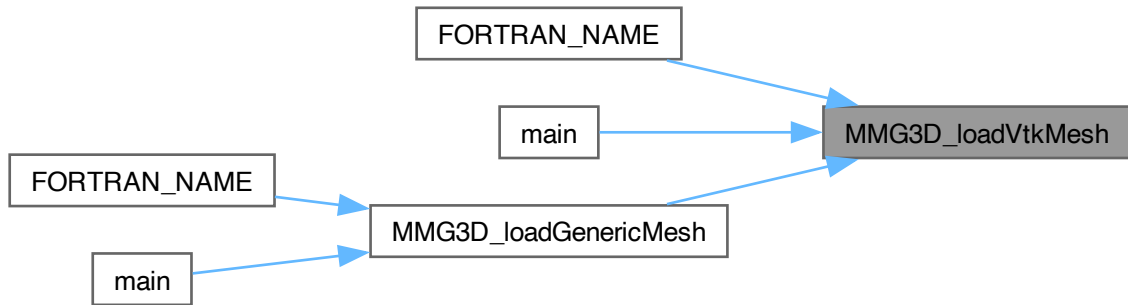 FORTRAN_NAME
main
MMG3D_loadVtkMesh
FORTRAN_NAME
MMG3D_loadGenericMesh
main